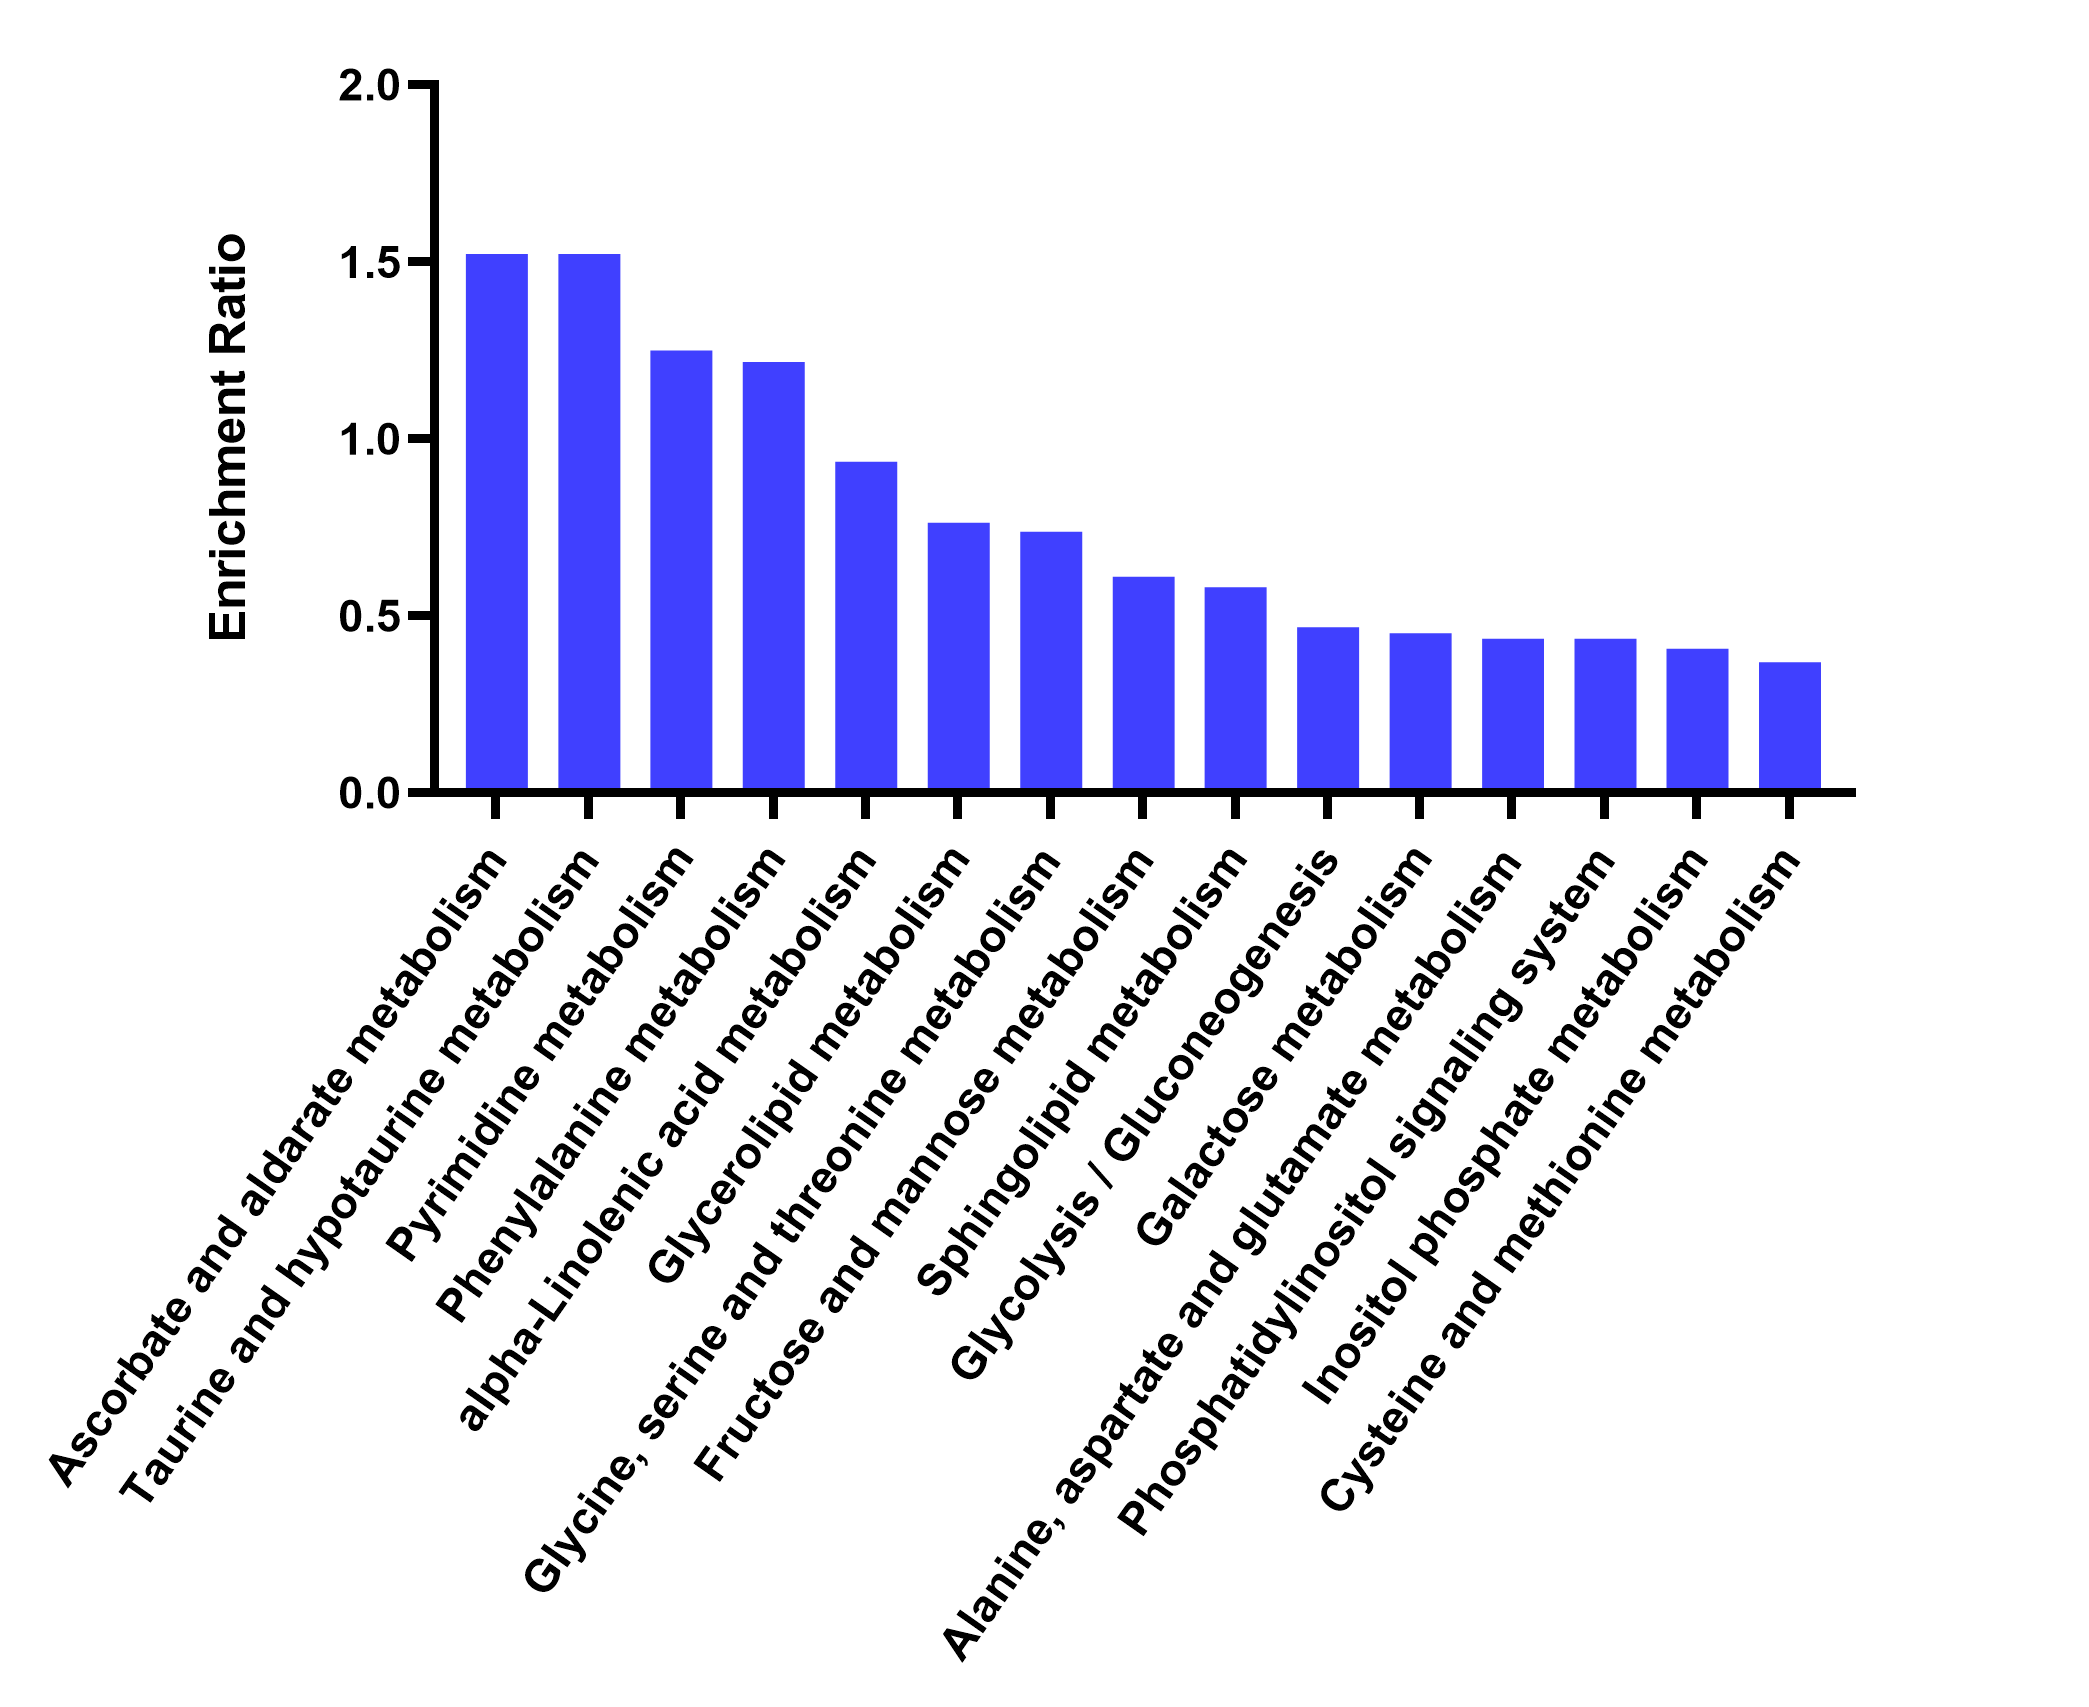 2.0
1.5
1.0
0.5
0.0
Enrichment Ratio
Ascorbate and aldarate metabolism
Taurine and hypotaurine metabolism
Pyrimidine metabolism
Phenylalanine metabolism
alpha-Linolenic acid metabolism
Glycerolipid metabolism
Glycine, serine and threonine metabolism
Fructose and mannose metabolism
Sphingolipid metabolism
Glycolysis / Gluconeogenesis
Galactose metabolism
Alanine, aspartate and glutamate metabolism
Phosphatidylinositol signaling system
Inositol phosphate metabolism
Cysteine and methionine metabolism